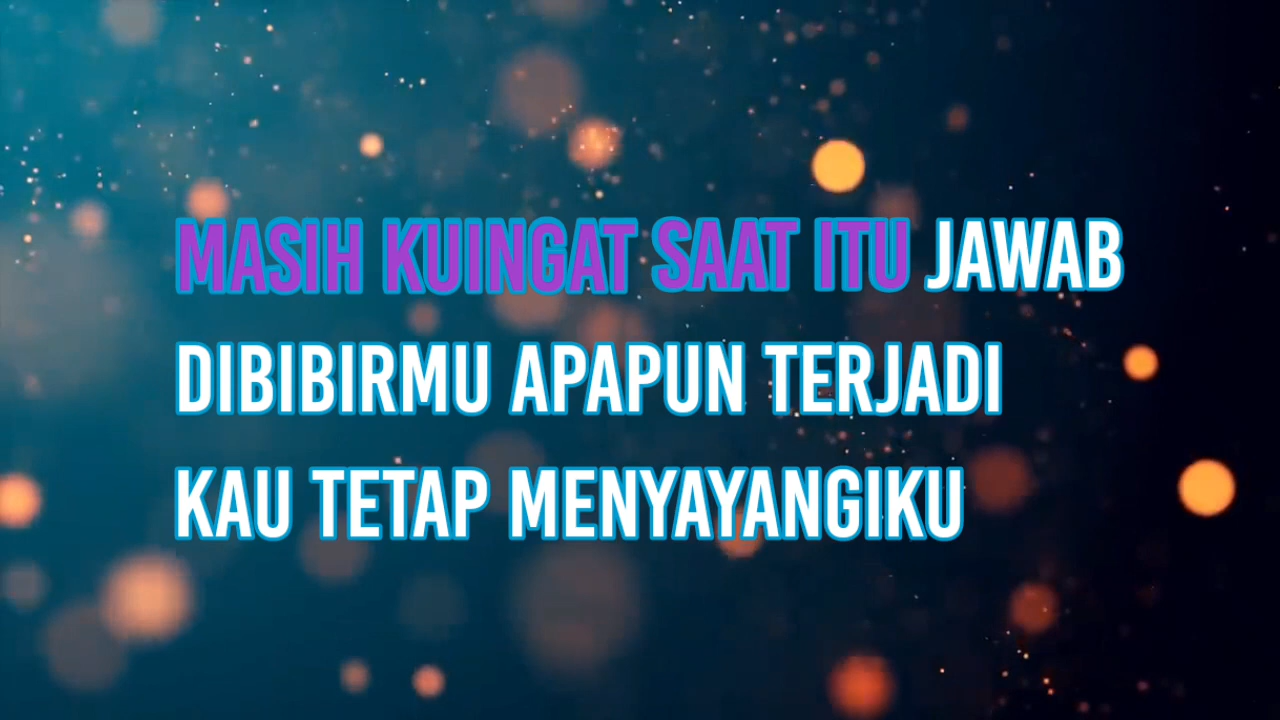 MASIH KUINGAT SAAT ITU JAWAB
DIBIBIRMU APAPUN TERJADI
KAU TETAP MENYAYANGIKU